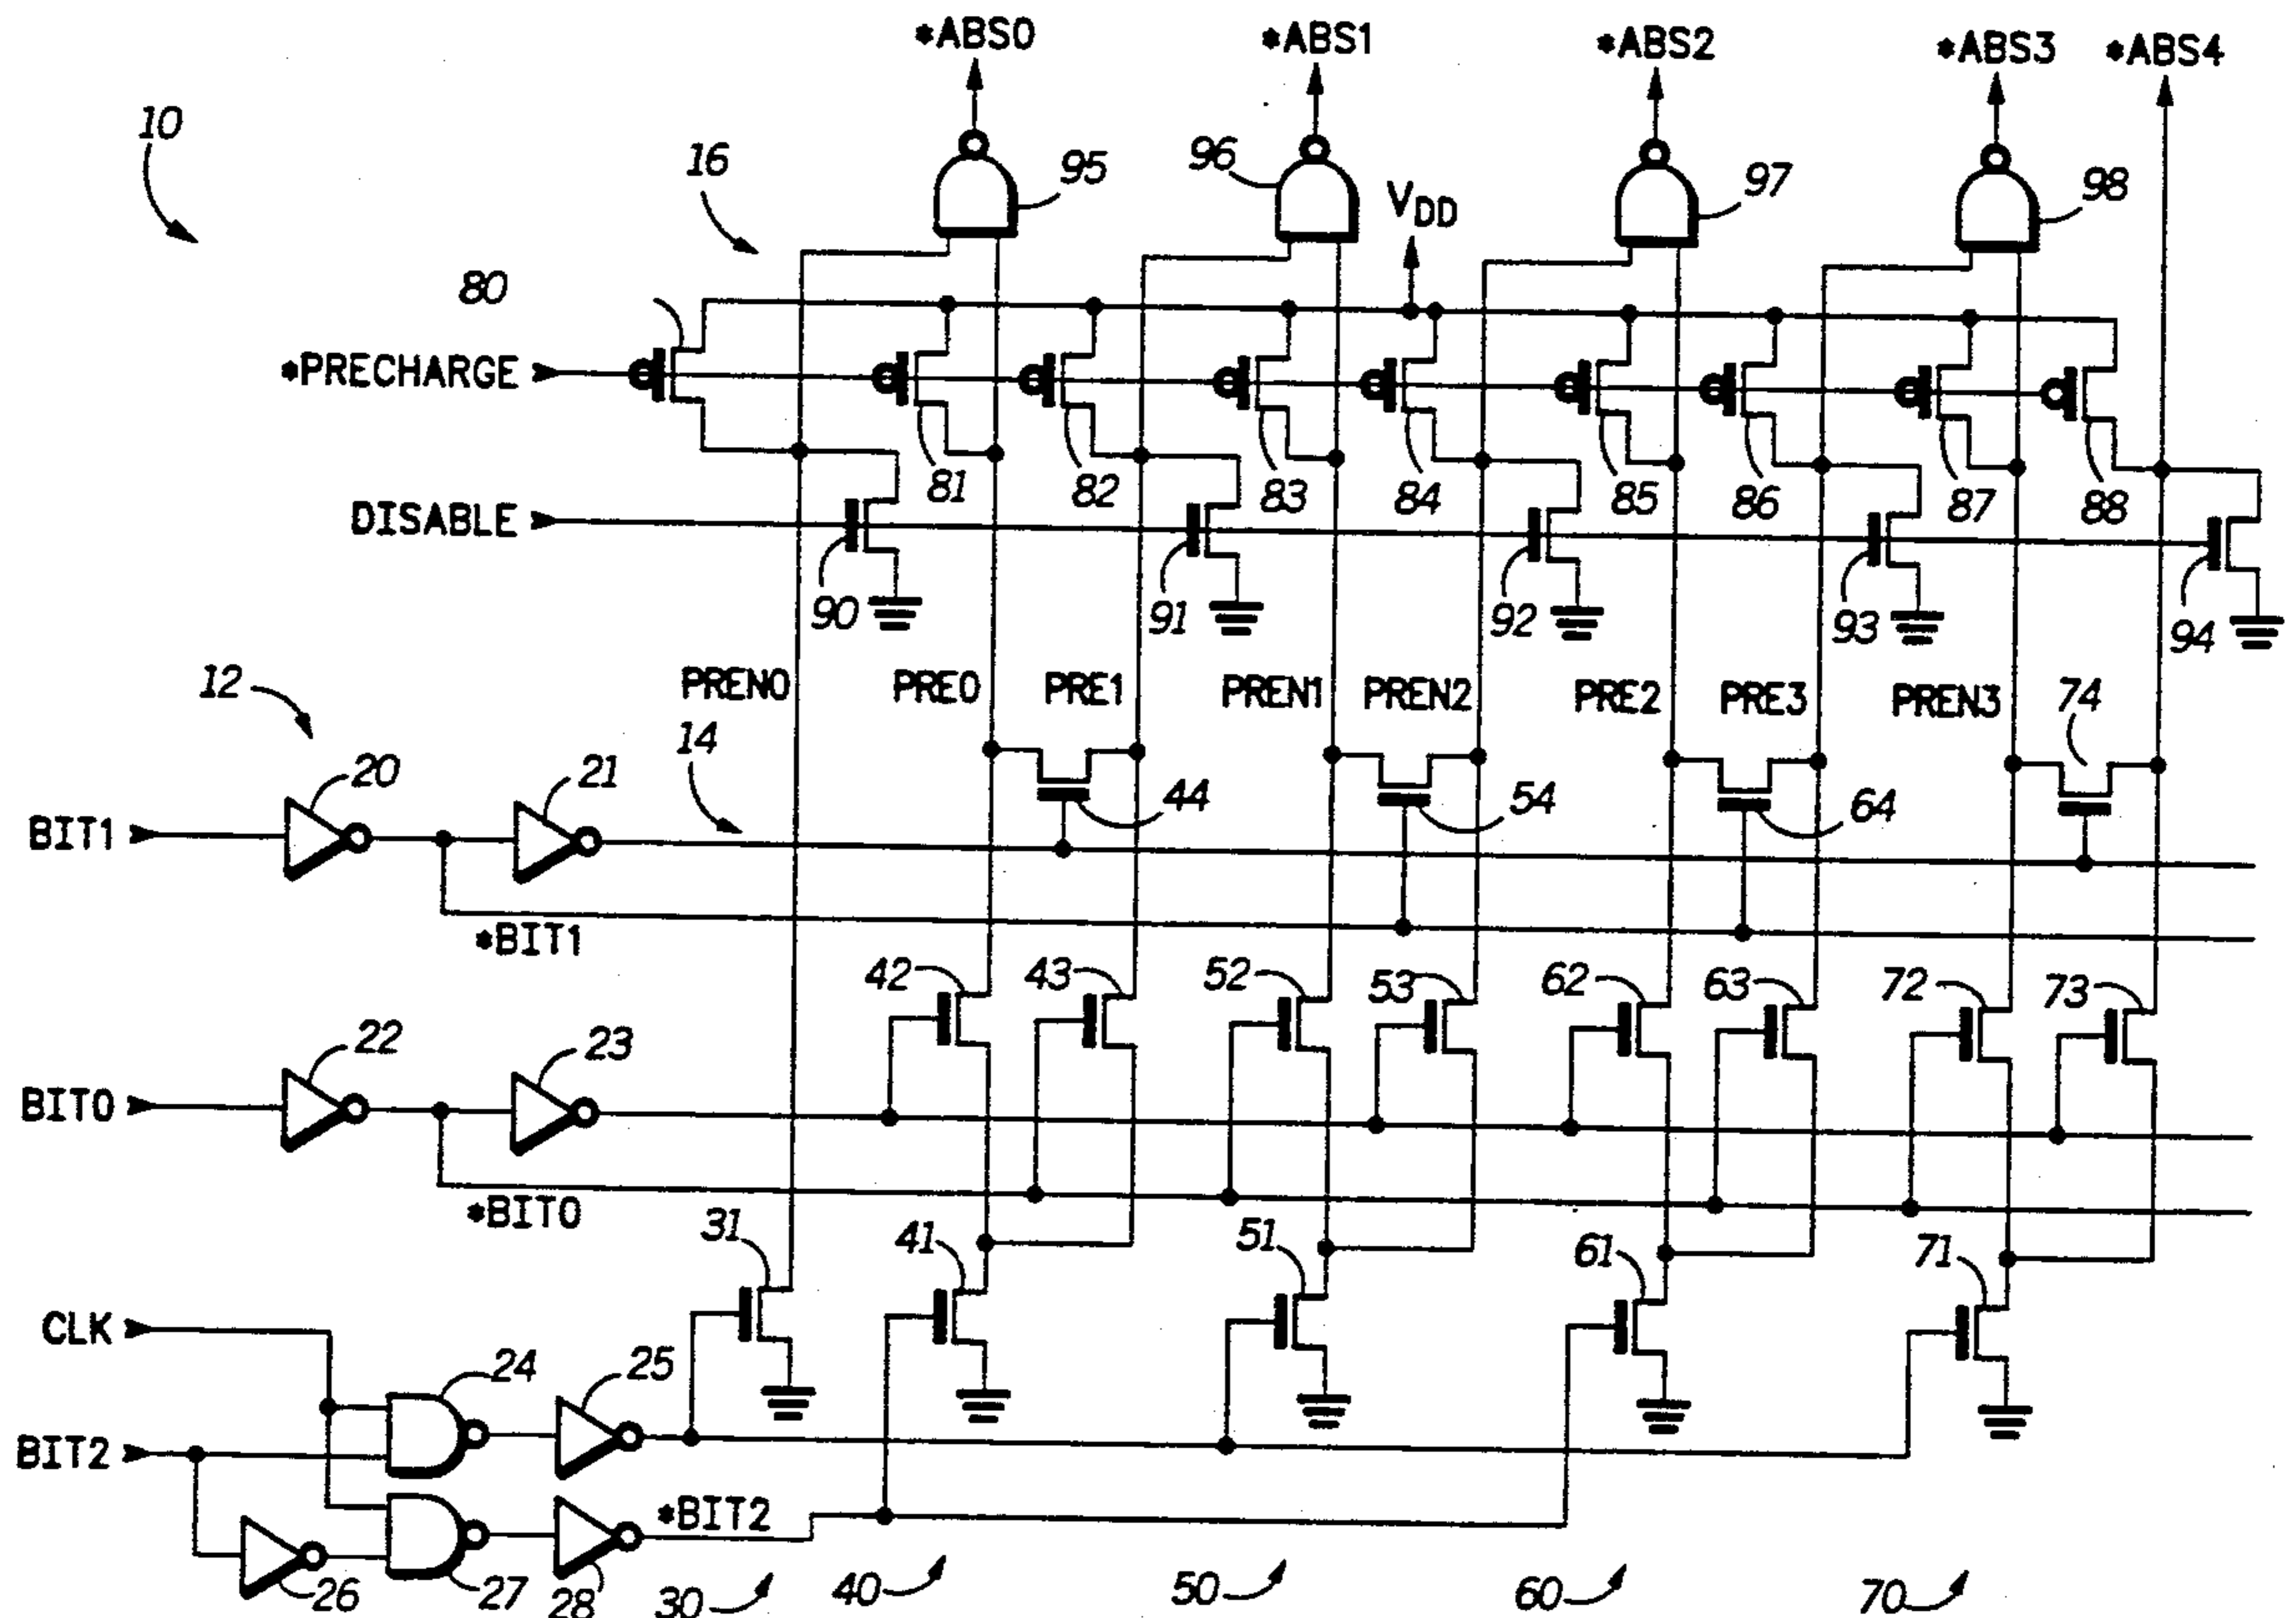 *ABS0 *ABS1 *ABS2 *ABS3 *ABS4
10 16 95 96 97 98
VDD
80
*PRECHARGE
81 82 83 84 85 86 87 88
DISABLE
90 91 92 93 94
12 PREN0 PRE0 PRE1 PREN1 PREN2 PRE2 PRE3 PREN3
14 74
20 21 44 54 64
BIT1
*BIT1
42 43 52 53 62 63 72 73
22 23
BIT0
*BIT0
31 41 51 61 71
CLK
24 25
BIT2
*BIT2
26 27 28 30 40 50 60 70